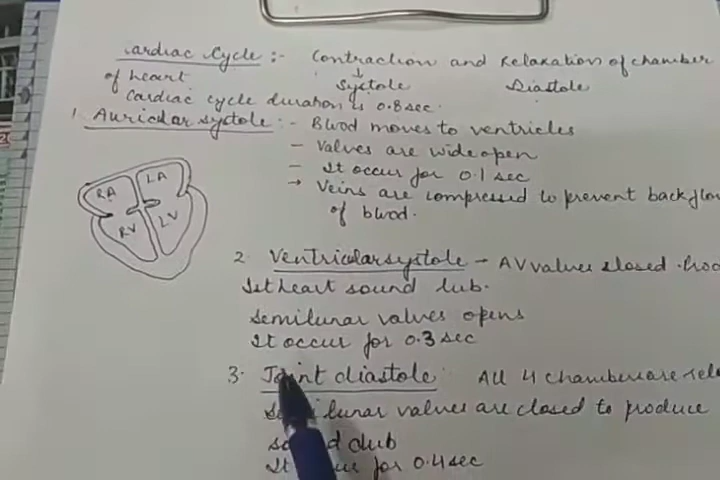 Cardiac Cycle :- Contraction and Relaxation of chamber
of heart ↓ Systole Diastole
Cardiac cycle duration is 0.8 sec.
1. Auricular systole :- Blood moves to ventricles
- Valves are wide open
- It occur for 0.1 sec
→ Veins are compressed to prevent backflow
of blood.
RA LA
RV LV
2. Ventricular systole - AV valves closed.
Ist heart sound lub.
Semilunar valves opens
It occur for 0.3 sec
3. Joint diastole All 4 chambers are
Semilunar valves are closed to produce
sound dub
It occur for 0.4 sec